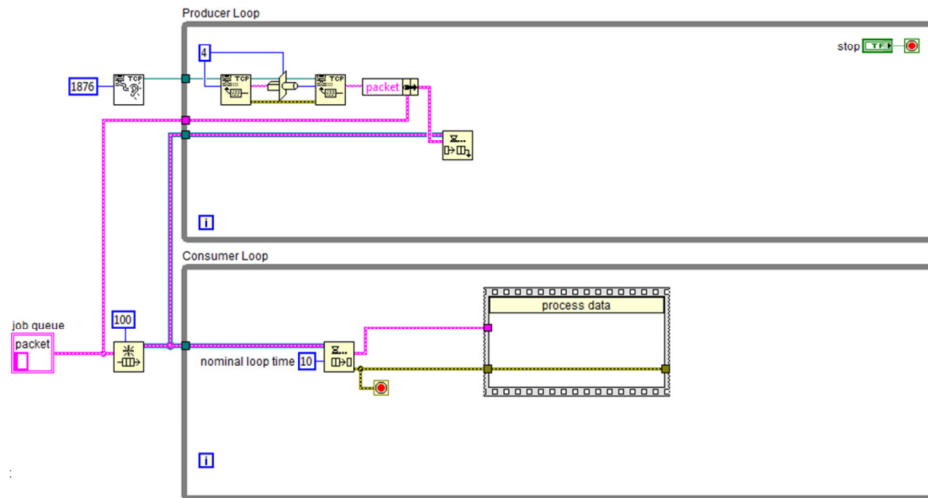 Producer Loop
stop
TF
4
1876
TCP
TCP
TCP
packet
i
Consumer Loop
process data
job queue
packet
100
nominal loop time
10
i
: